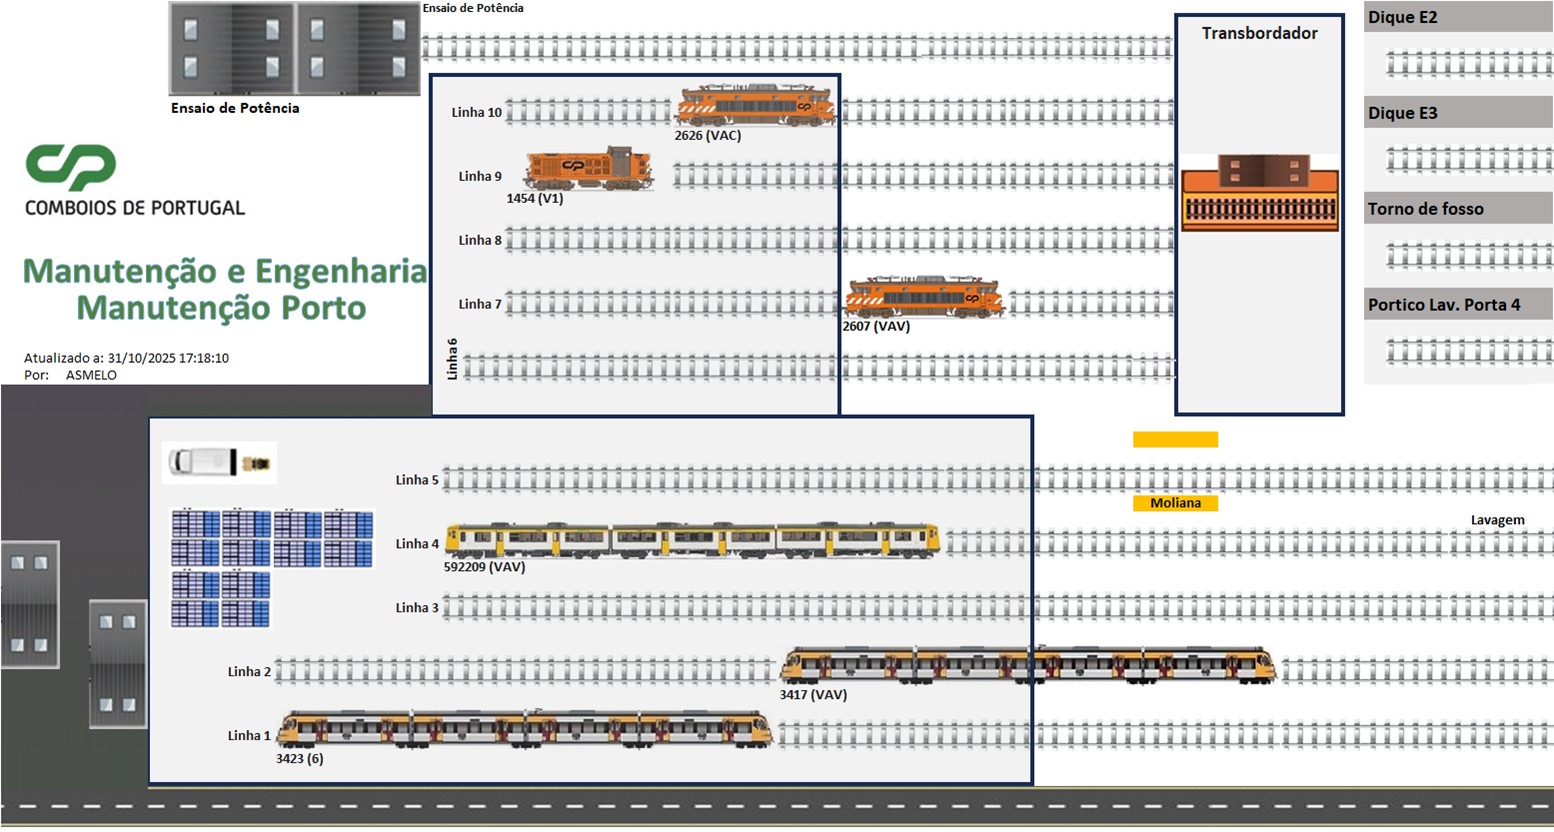 Ensaio de Potência
Ensaio de Potência
CP
COMBOIOS DE PORTUGAL
Manutenção e Engenharia
Manutenção Porto
Atualizado a: 31/10/2025 17:18:10
Por: ASMELO
Linha 10
2626 (VAC)
Linha 9
1454 (V1)
Linha 8
Linha 7
2607 (VAV)
Linha 6
Transbordador
Dique E2
Dique E3
Torno de fosso
Portico Lav. Porta 4
Linha 5
Moliana
Lavagem
Linha 4
592209 (VAV)
Linha 3
Linha 2
3417 (VAV)
Linha 1
3423 (6)